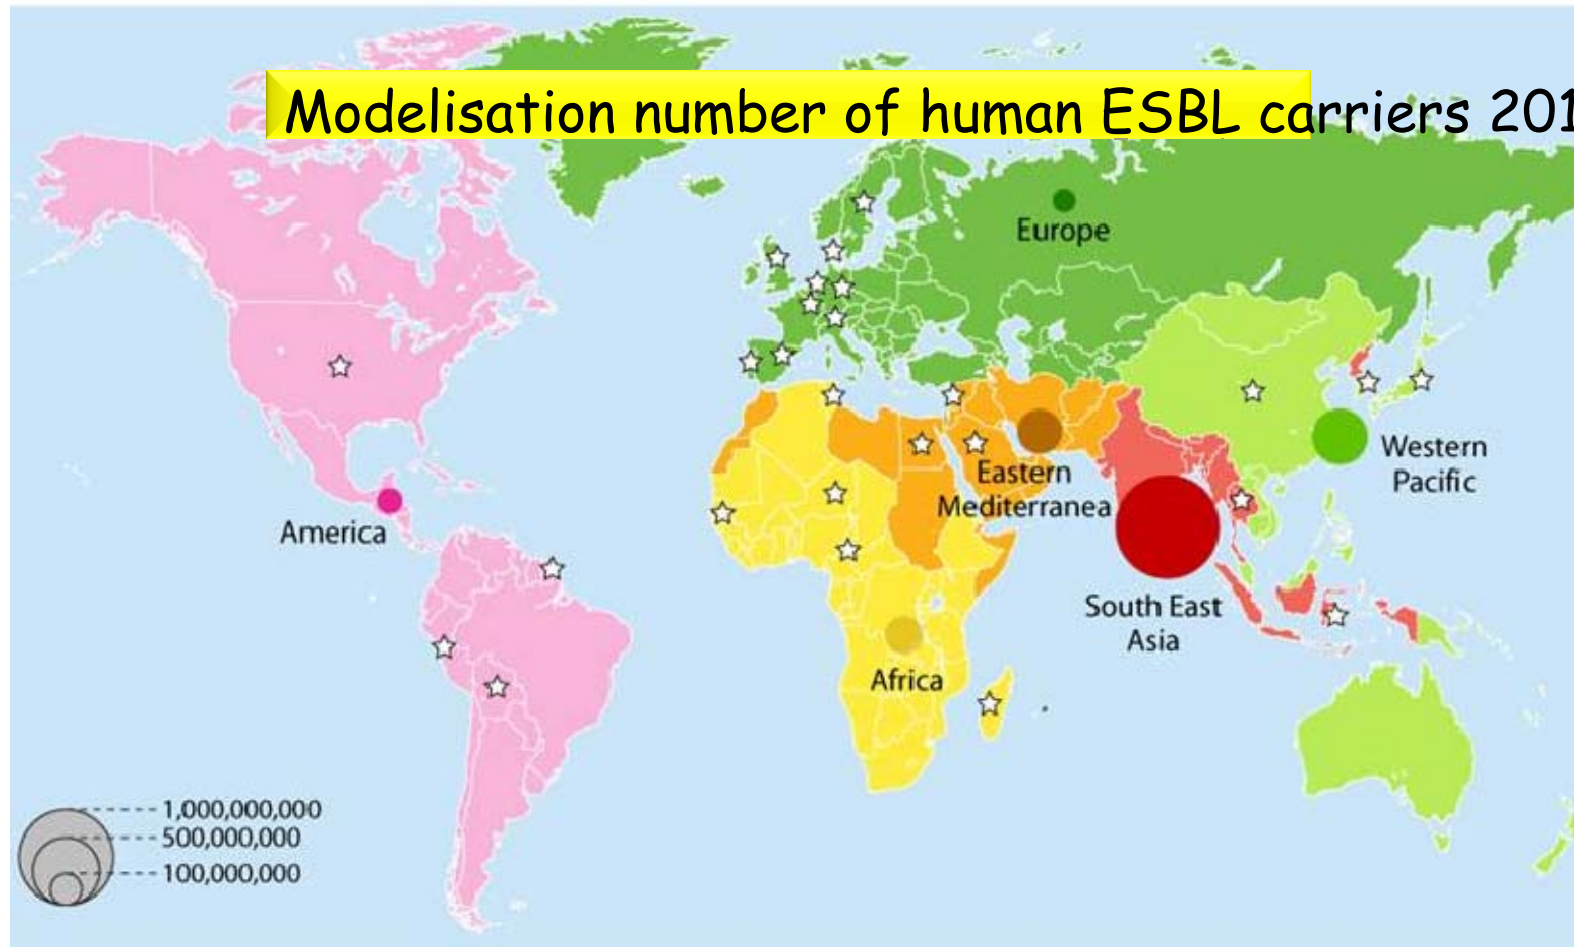 Modelisation number of human ESBL carriers 201
Europe
Western
Pacific
Eastern
Mediterranea
America
South East
Asia
Africa
1,000,000,000
500,000,000
100,000,000